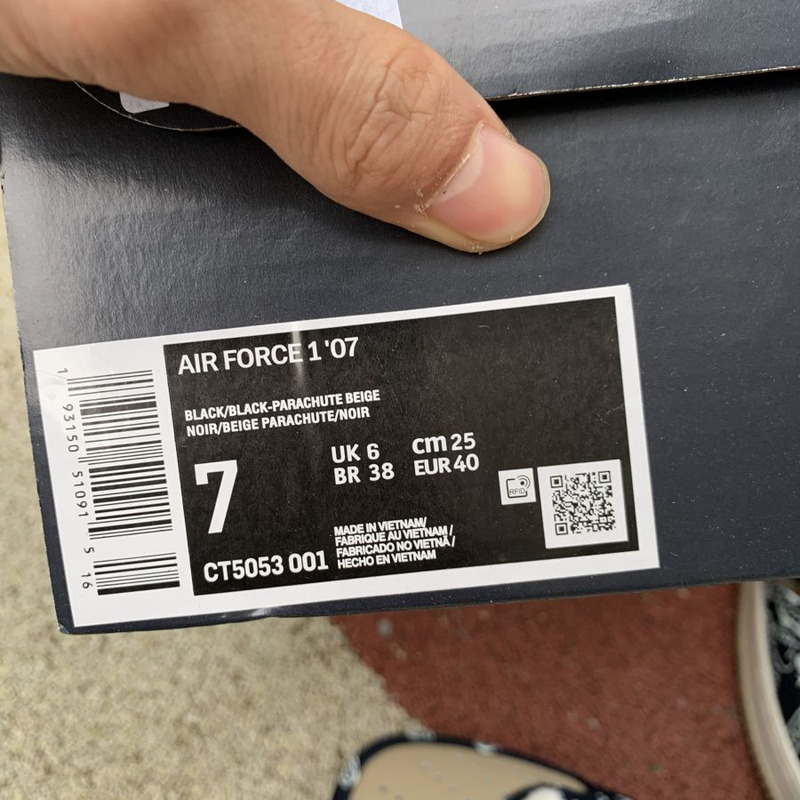 AIR FORCE 1 '07
BLACK/BLACK-PARACHUTE BEIGE
NOIR/BEIGE PARACHUTE/NOIR
7
UK 6
cm 25
BR 38
EUR 40
RFID
CT5053 001
MADE IN VIETNAM/
FABRIQUE AU VIETNAM /
FABRICADO NO VIETNÃ /
HECHO EN VIETNAM
1 93150 51091 5 16